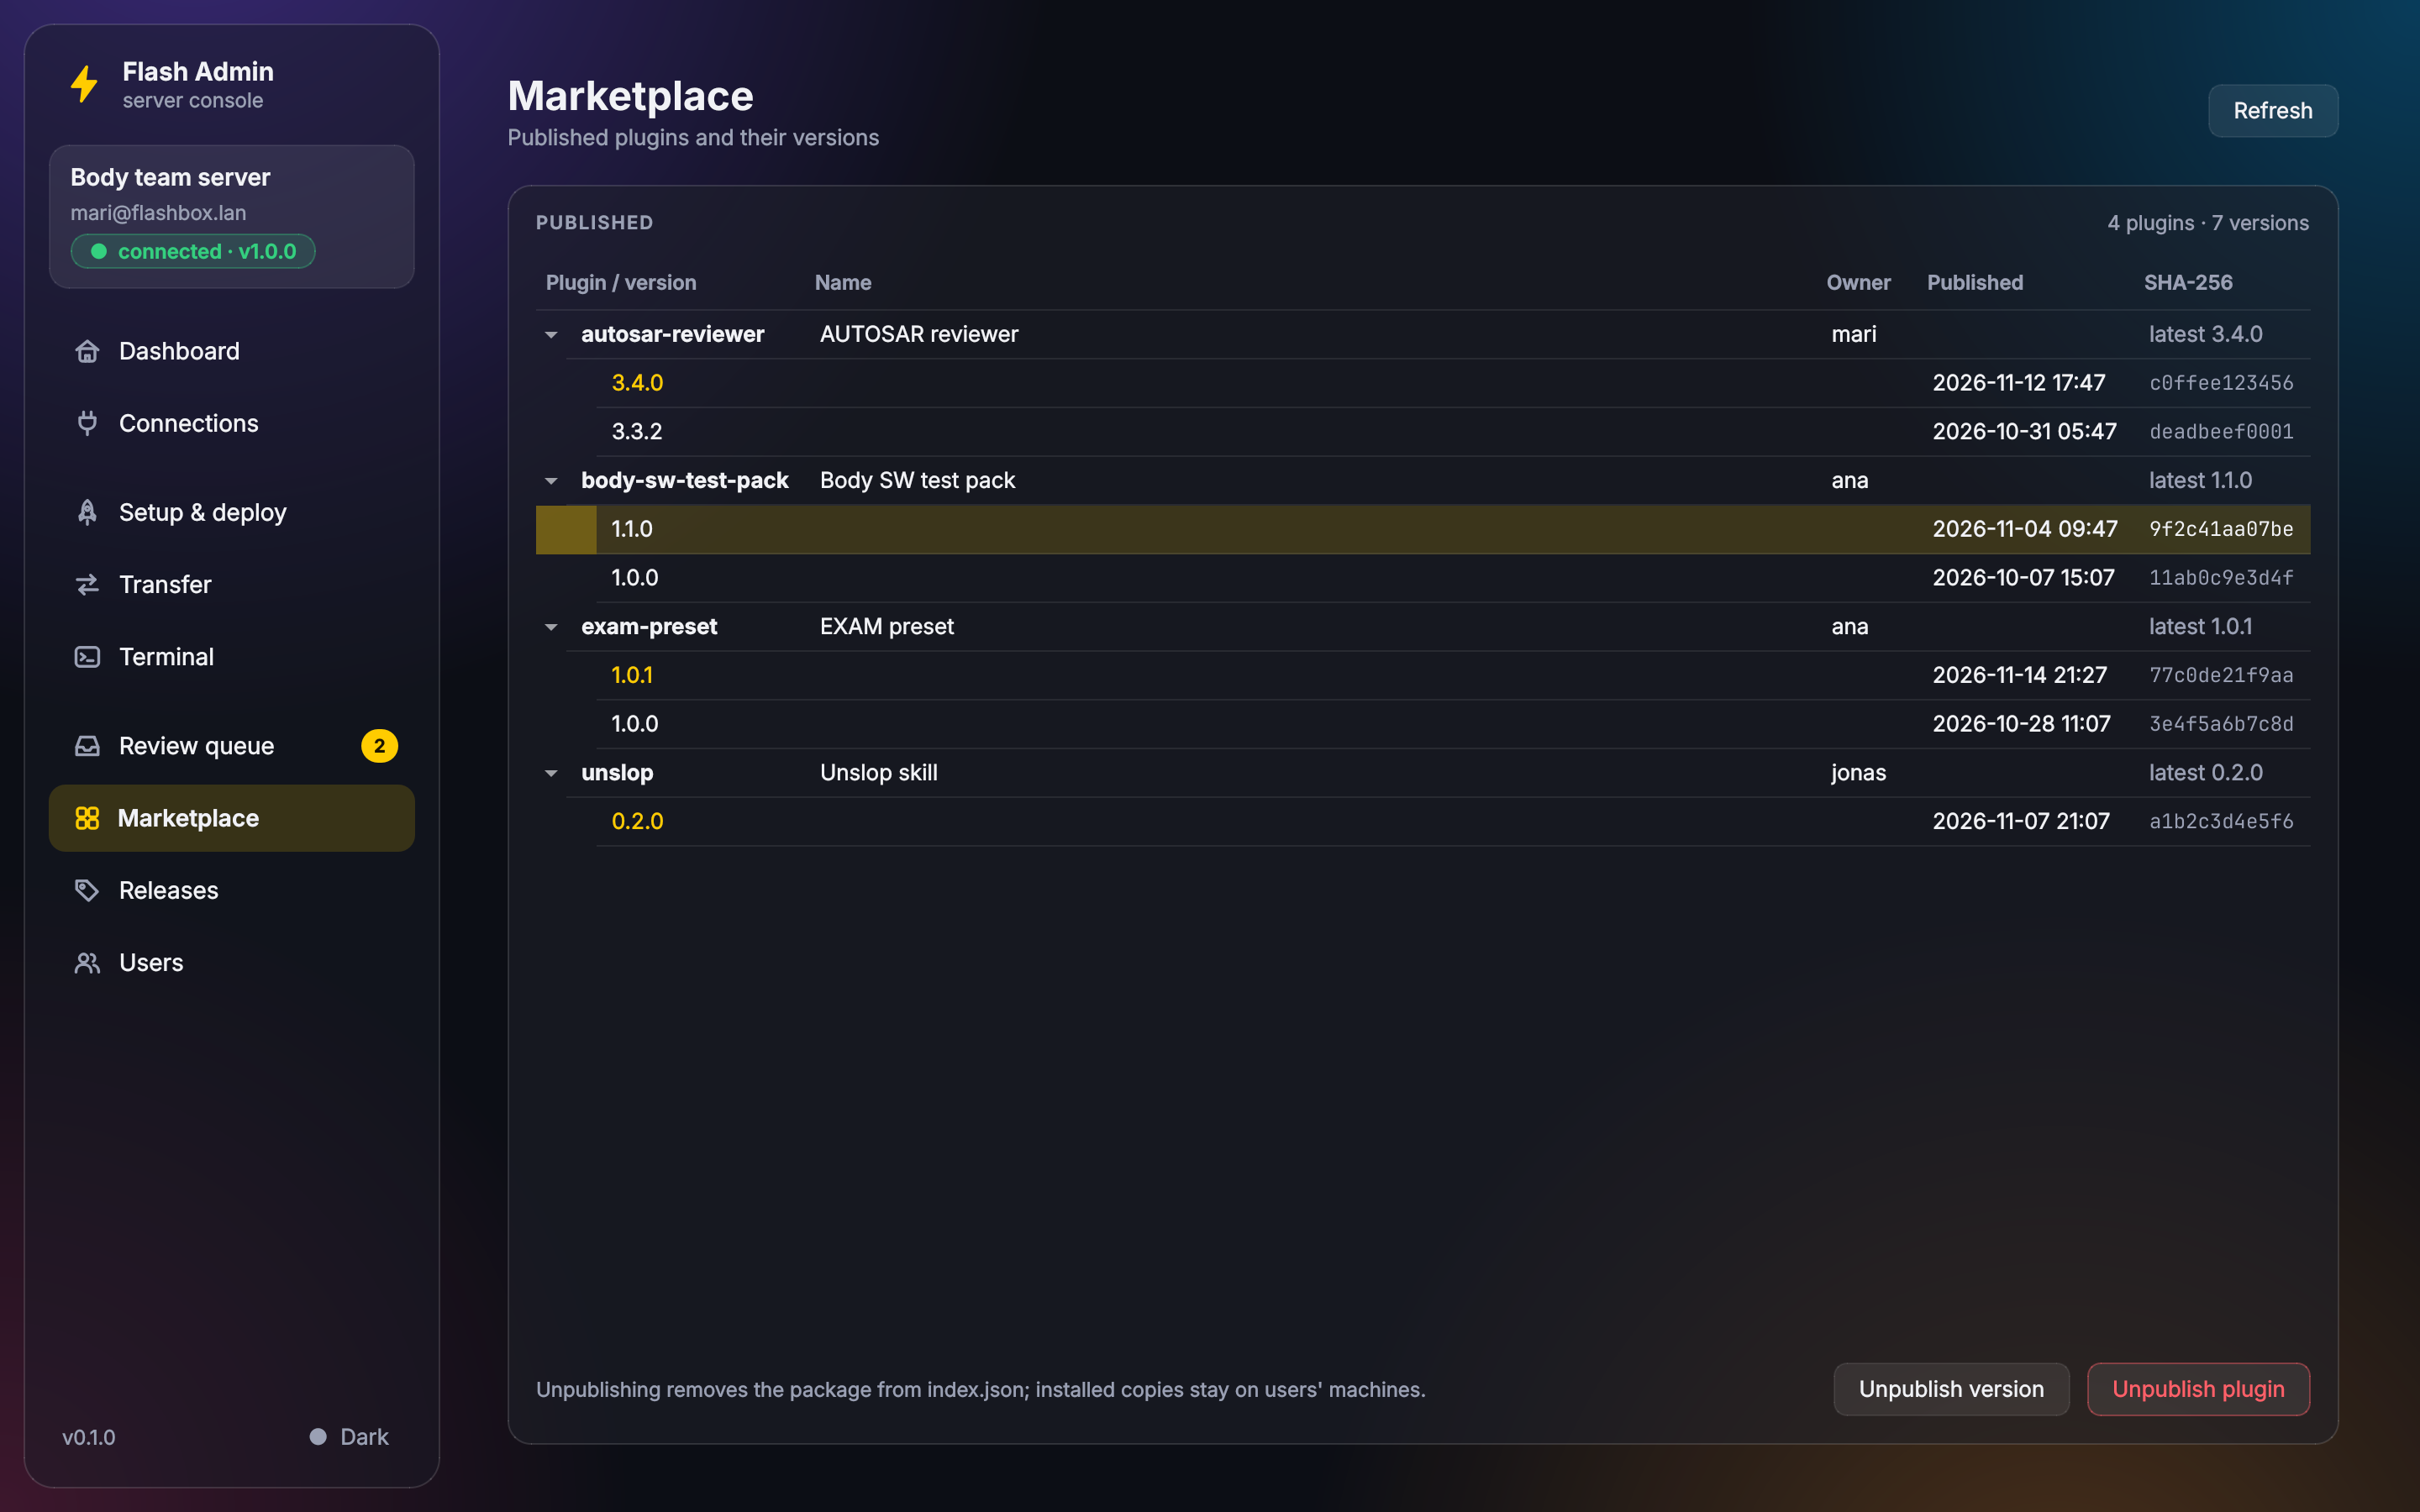 Flash Admin
server console
Body team server
mari@flashbox.lan
connected · v1.0.0
Dashboard
Connections
Setup & deploy
Transfer
Terminal
Review queue 2
Marketplace
Releases
Users
v0.1.0 Dark
Marketplace
Published plugins and their versions
Refresh
PUBLISHED 4 plugins · 7 versions
Plugin / version Name Owner Published SHA-256
autosar-reviewer AUTOSAR reviewer mari latest 3.4.0
3.4.0 2026-11-12 17:47 c0ffee123456
3.3.2 2026-10-31 05:47 deadbeef0001
body-sw-test-pack Body SW test pack ana latest 1.1.0
1.1.0 2026-11-04 09:47 9f2c41aa07be
1.0.0 2026-10-07 15:07 11ab0c9e3d4f
exam-preset EXAM preset ana latest 1.0.1
1.0.1 2026-11-14 21:27 77c0de21f9aa
1.0.0 2026-10-28 11:07 3e4f5a6b7c8d
unslop Unslop skill jonas latest 0.2.0
0.2.0 2026-11-07 21:07 a1b2c3d4e5f6
Unpublishing removes the package from index.json; installed copies stay on users' machines.
Unpublish version Unpublish plugin